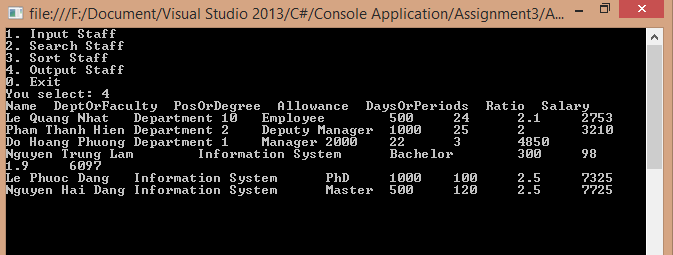 file:///F:/Document/Visual Studio 2013/C#/Console Application/Assignment3/A...
1. Input Staff
2. Search Staff
3. Sort Staff
4. Output Staff
0. Exit
You select: 4
Name  DeptOrFaculty  PosOrDegree  Allowance  DaysOrPeriods  Ratio  Salary
Le Quang Nhat  Department 10  Employee  500  24  2.1  2753
Pham Thanh Hien  Department 2  Deputy Manager  1000  25  2  3210
Do Hoang Phuong  Department 1  Manager  2000  22  3  4850
Nguyen Trung Lam  Information System  Bachelor  300  98
1.9  6097
Le Phuoc Dang  Information System  PhD  1000  100  2.5  7325
Nguyen Hai Dang  Information System  Master  500  120  2.5  7725